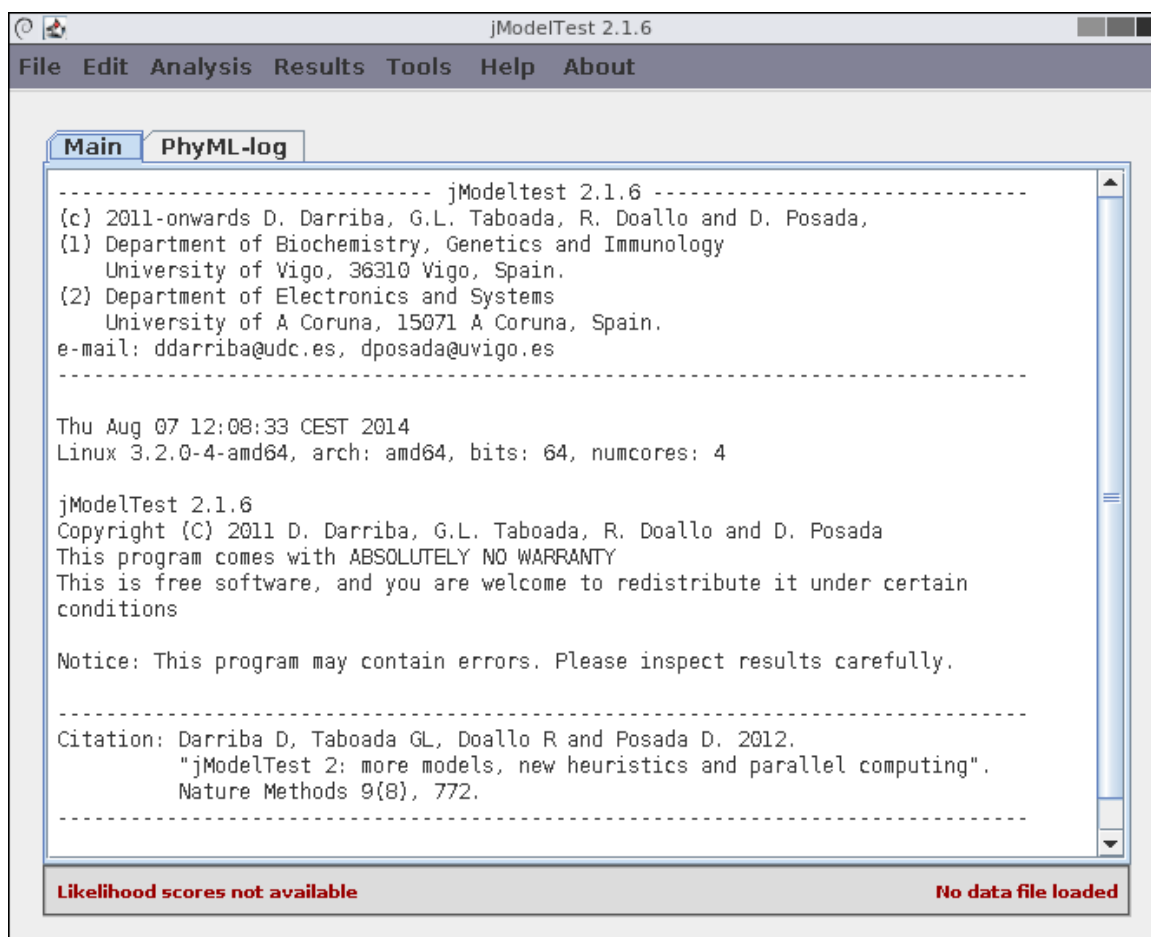 jModelTest 2.1.6
File Edit Analysis Results Tools Help About
Main PhyML-log
-------------------------------- jModeltest 2.1.6 -------------------------------
(c) 2011-onwards D. Darriba, G.L. Taboada, R. Doallo and D. Posada,
(1) Department of Biochemistry, Genetics and Immunology
University of Vigo, 36310 Vigo, Spain.
(2) Department of Electronics and Systems
University of A Coruna, 15071 A Coruna, Spain.
e-mail: ddarriba@udc.es, dposada@uvigo.es
--------------------------------------------------------------------------------
Thu Aug 07 12:08:33 CEST 2014
Linux 3.2.0-4-amd64, arch: amd64, bits: 64, numcores: 4
jModelTest 2.1.6
Copyright (C) 2011 D. Darriba, G.L. Taboada, R. Doallo and D. Posada
This program comes with ABSOLUTELY NO WARRANTY
This is free software, and you are welcome to redistribute it under certain
conditions
Notice: This program may contain errors. Please inspect results carefully.
--------------------------------------------------------------------------------
Citation: Darriba D, Taboada GL, Doallo R and Posada D. 2012.
"jModelTest 2: more models, new heuristics and parallel computing".
Nature Methods 9(8), 772.
--------------------------------------------------------------------------------
Likelihood scores not available No data file loaded